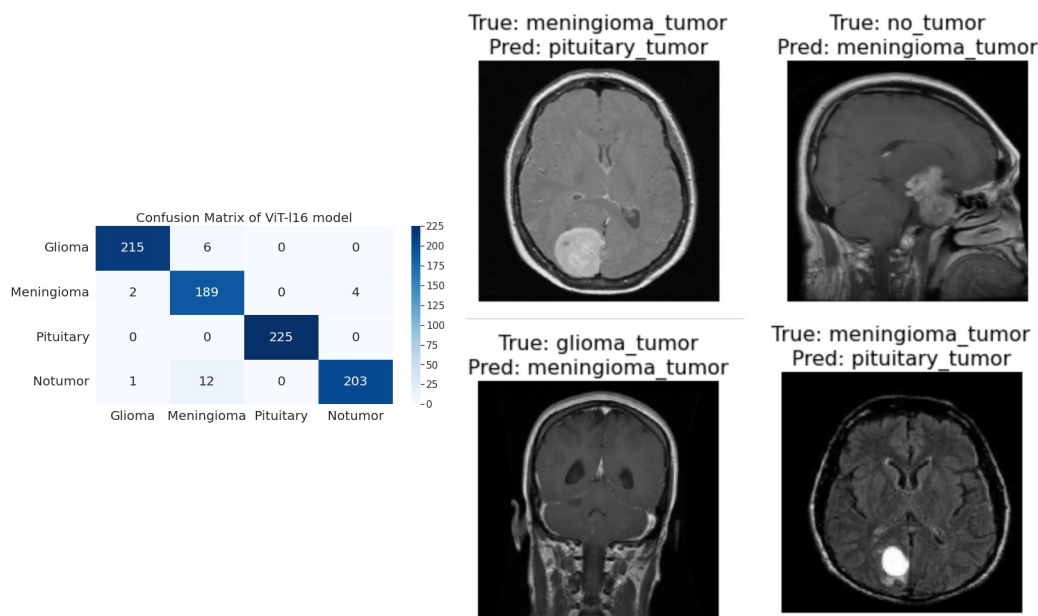 Confusion Matrix of ViT-l16 model
Glioma 215 6 0 0
Meningioma 2 189 0 4
Pituitary 0 0 225 0
Notumor 1 12 0 203
Glioma Meningioma Pituitary Notumor
225
200
175
150
125
100
75
50
25
0
True: meningioma_tumor
Pred: pituitary_tumor
True: no_tumor
Pred: meningioma_tumor
True: glioma_tumor
Pred: meningioma_tumor
True: meningioma_tumor
Pred: pituitary_tumor